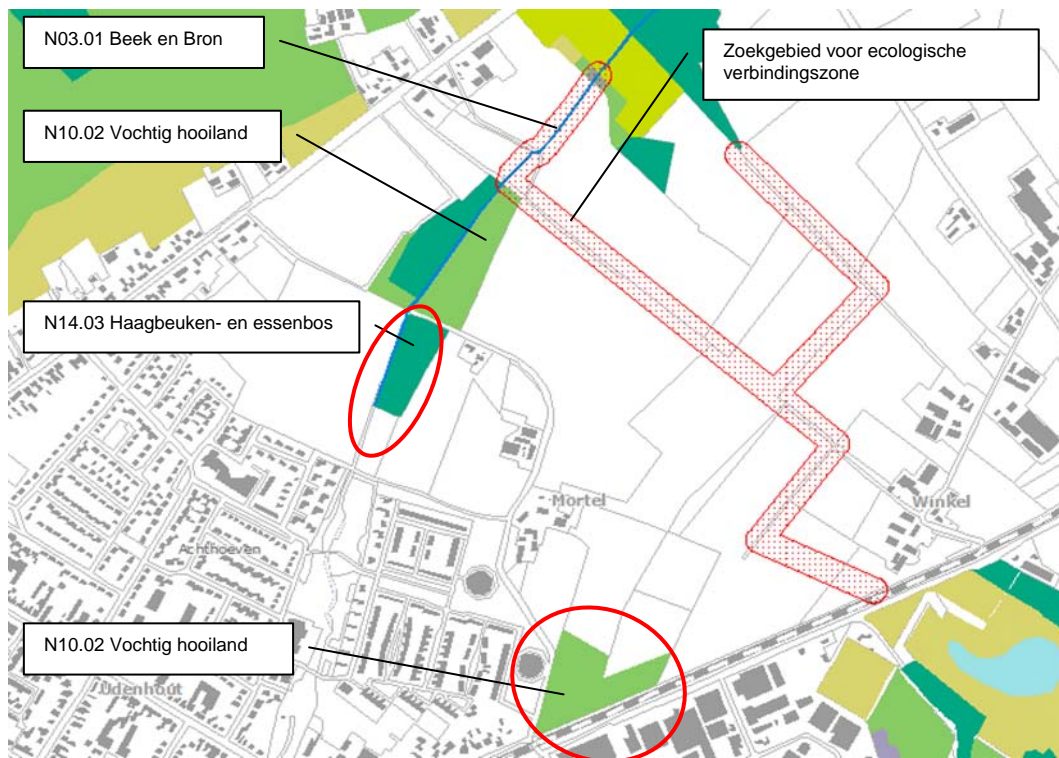 N03.01 Beek en Bron
Zoekgebied voor ecologische
verbindingszone
N10.02 Vochtig hooiland
N14.03 Haagbeuken- en essenbos
Mortel
Winkel
Achthoeven
N10.02 Vochtig hooiland
Udenhout